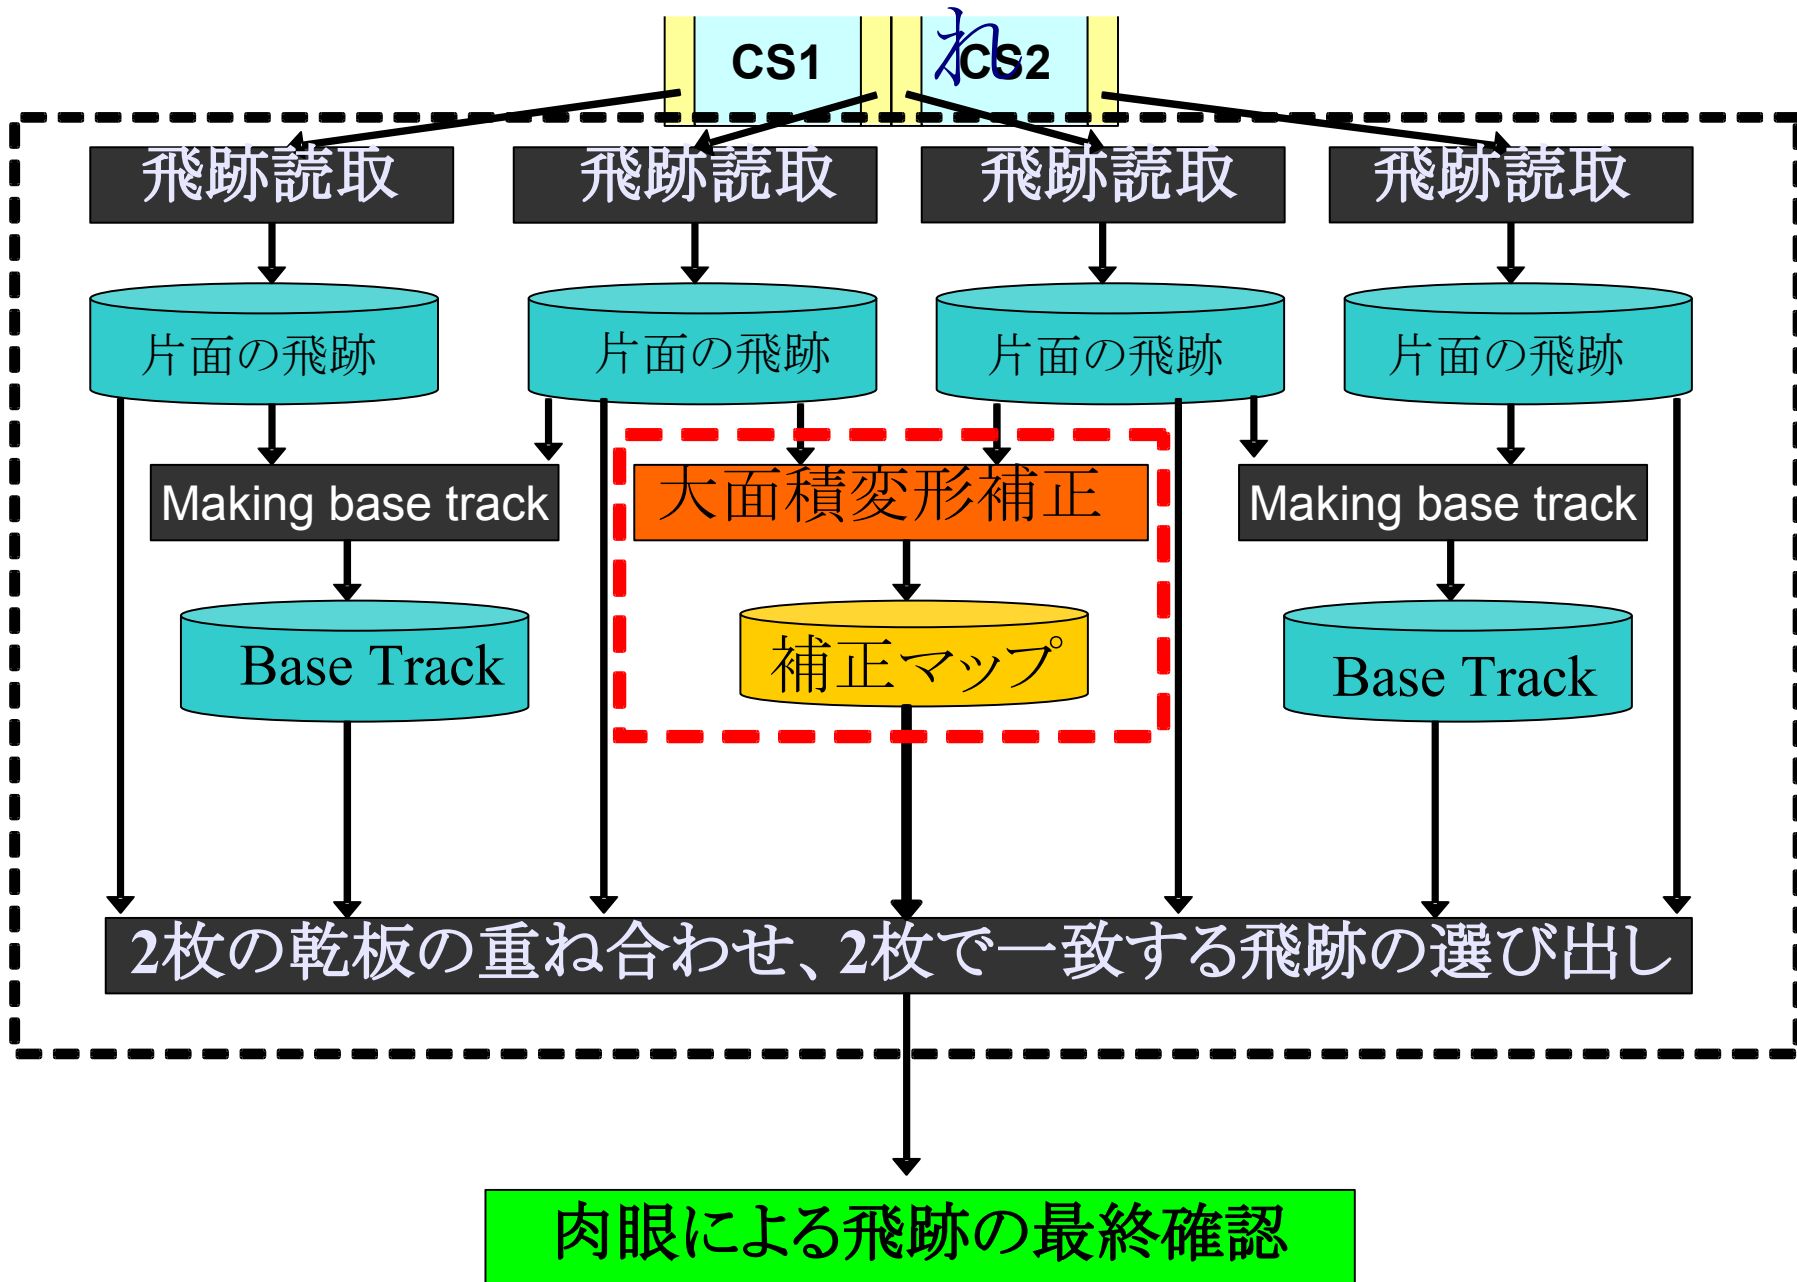 れ
CS1 CS2
飛跡読取 飛跡読取 飛跡読取 飛跡読取
片面の飛跡 片面の飛跡 片面の飛跡 片面の飛跡
Making base track 大面積変形補正 Making base track
Base Track 補正マップ Base Track
2枚の乾板の重ね合わせ、2枚で一致する飛跡の選び出し
肉眼による飛跡の最終確認